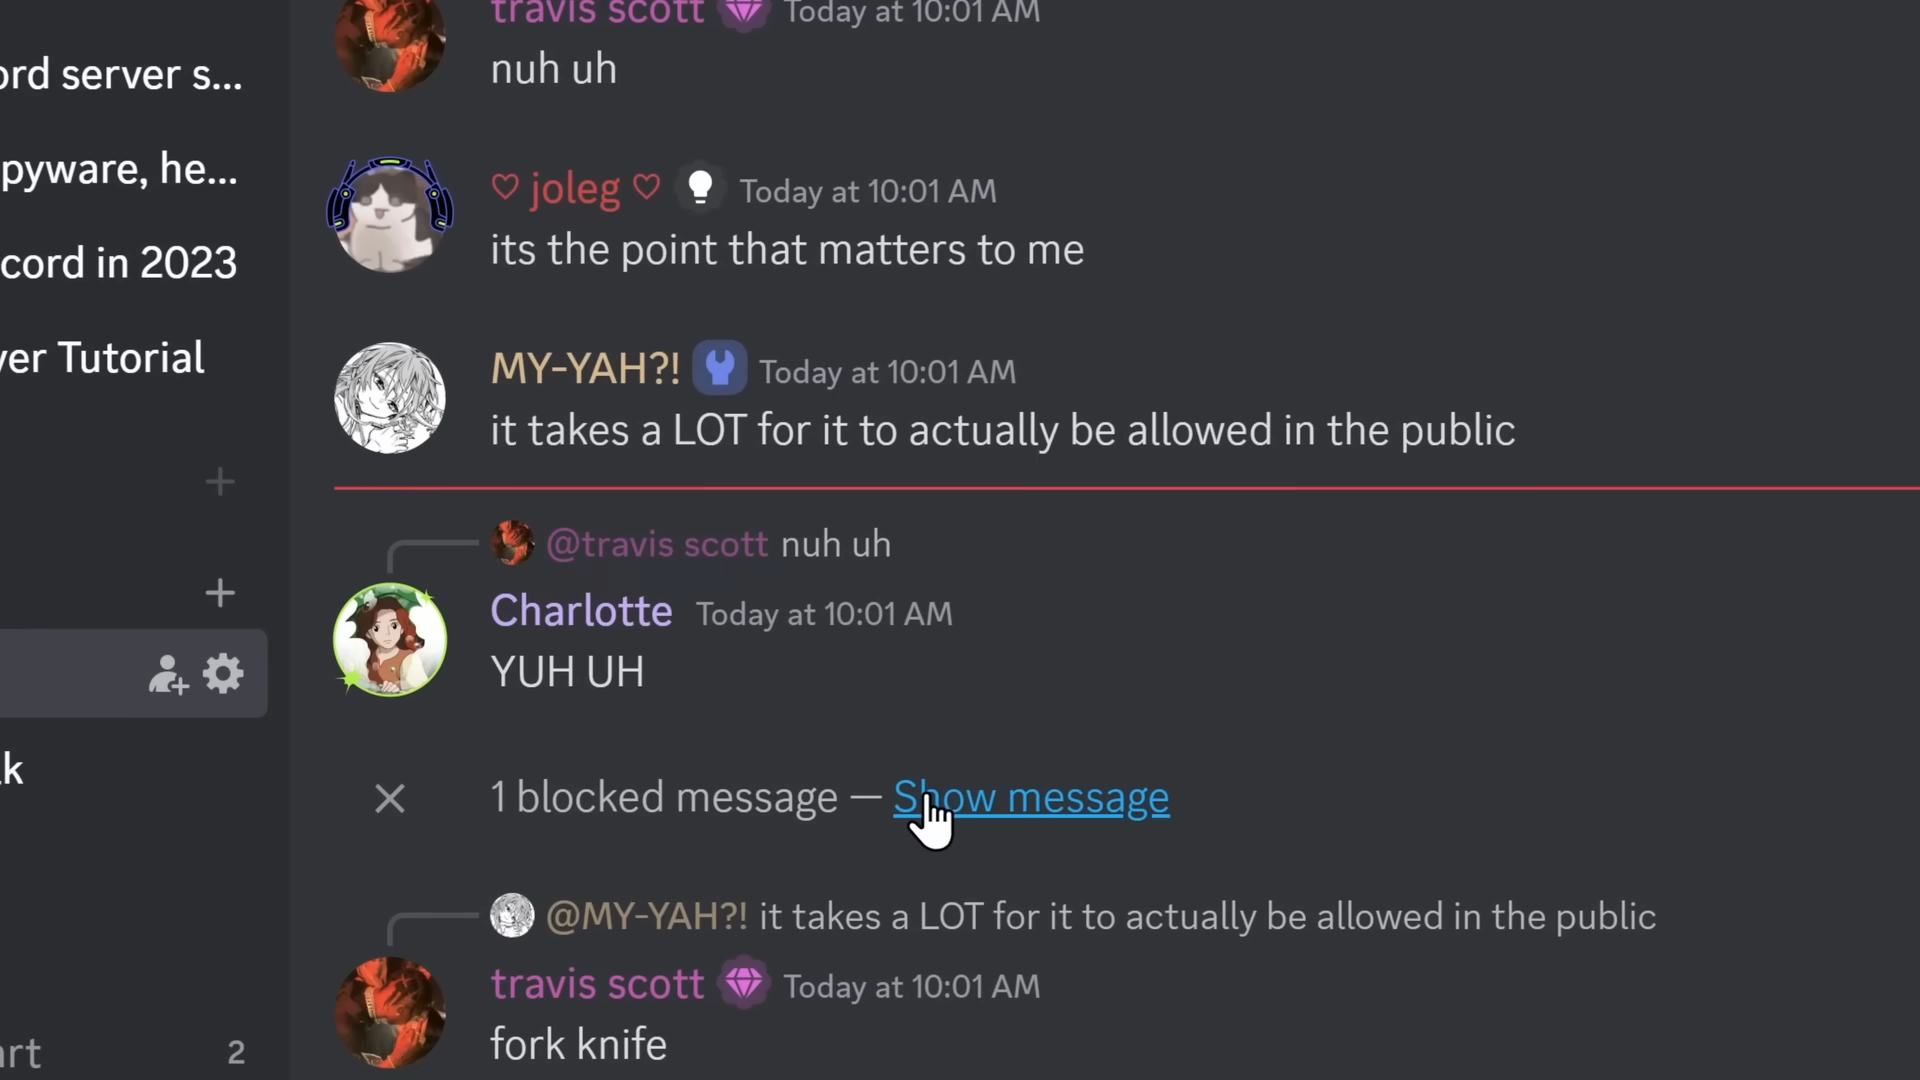 ord server s...
pyware, he...
cord in 2023
ver Tutorial
k
art
2
travis scott Today at 10:01 AM
nuh uh
♡ joleg ♡ Today at 10:01 AM
its the point that matters to me
MY-YAH?! Today at 10:01 AM
it takes a LOT for it to actually be allowed in the public
@travis scott nuh uh
Charlotte Today at 10:01 AM
YUH UH
1 blocked message — Show message
@MY-YAH?! it takes a LOT for it to actually be allowed in the public
travis scott Today at 10:01 AM
fork knife